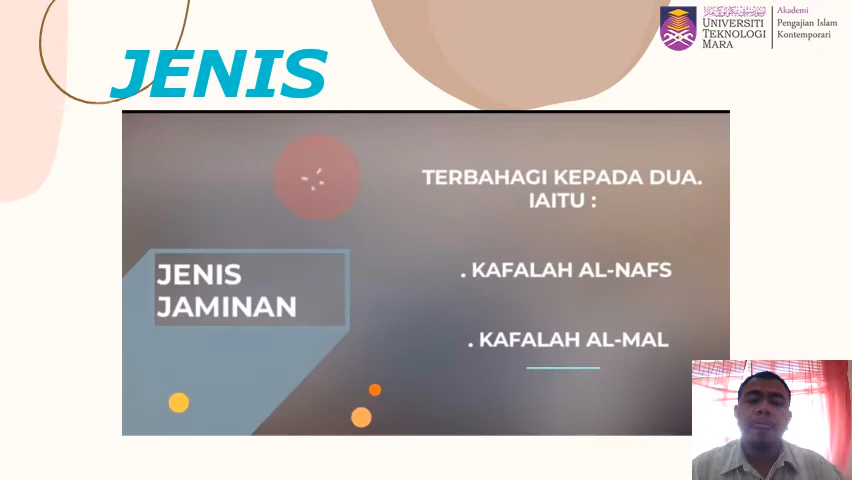 UNIVERSITI
TEKNOLOGI
MARA
Akademi
Pengajian Islam
Kontemporari
JENIS
TERBAHAGI KEPADA DUA.
IAITU :
JENIS
JAMINAN
. KAFALAH AL-NAFS
. KAFALAH AL-MAL